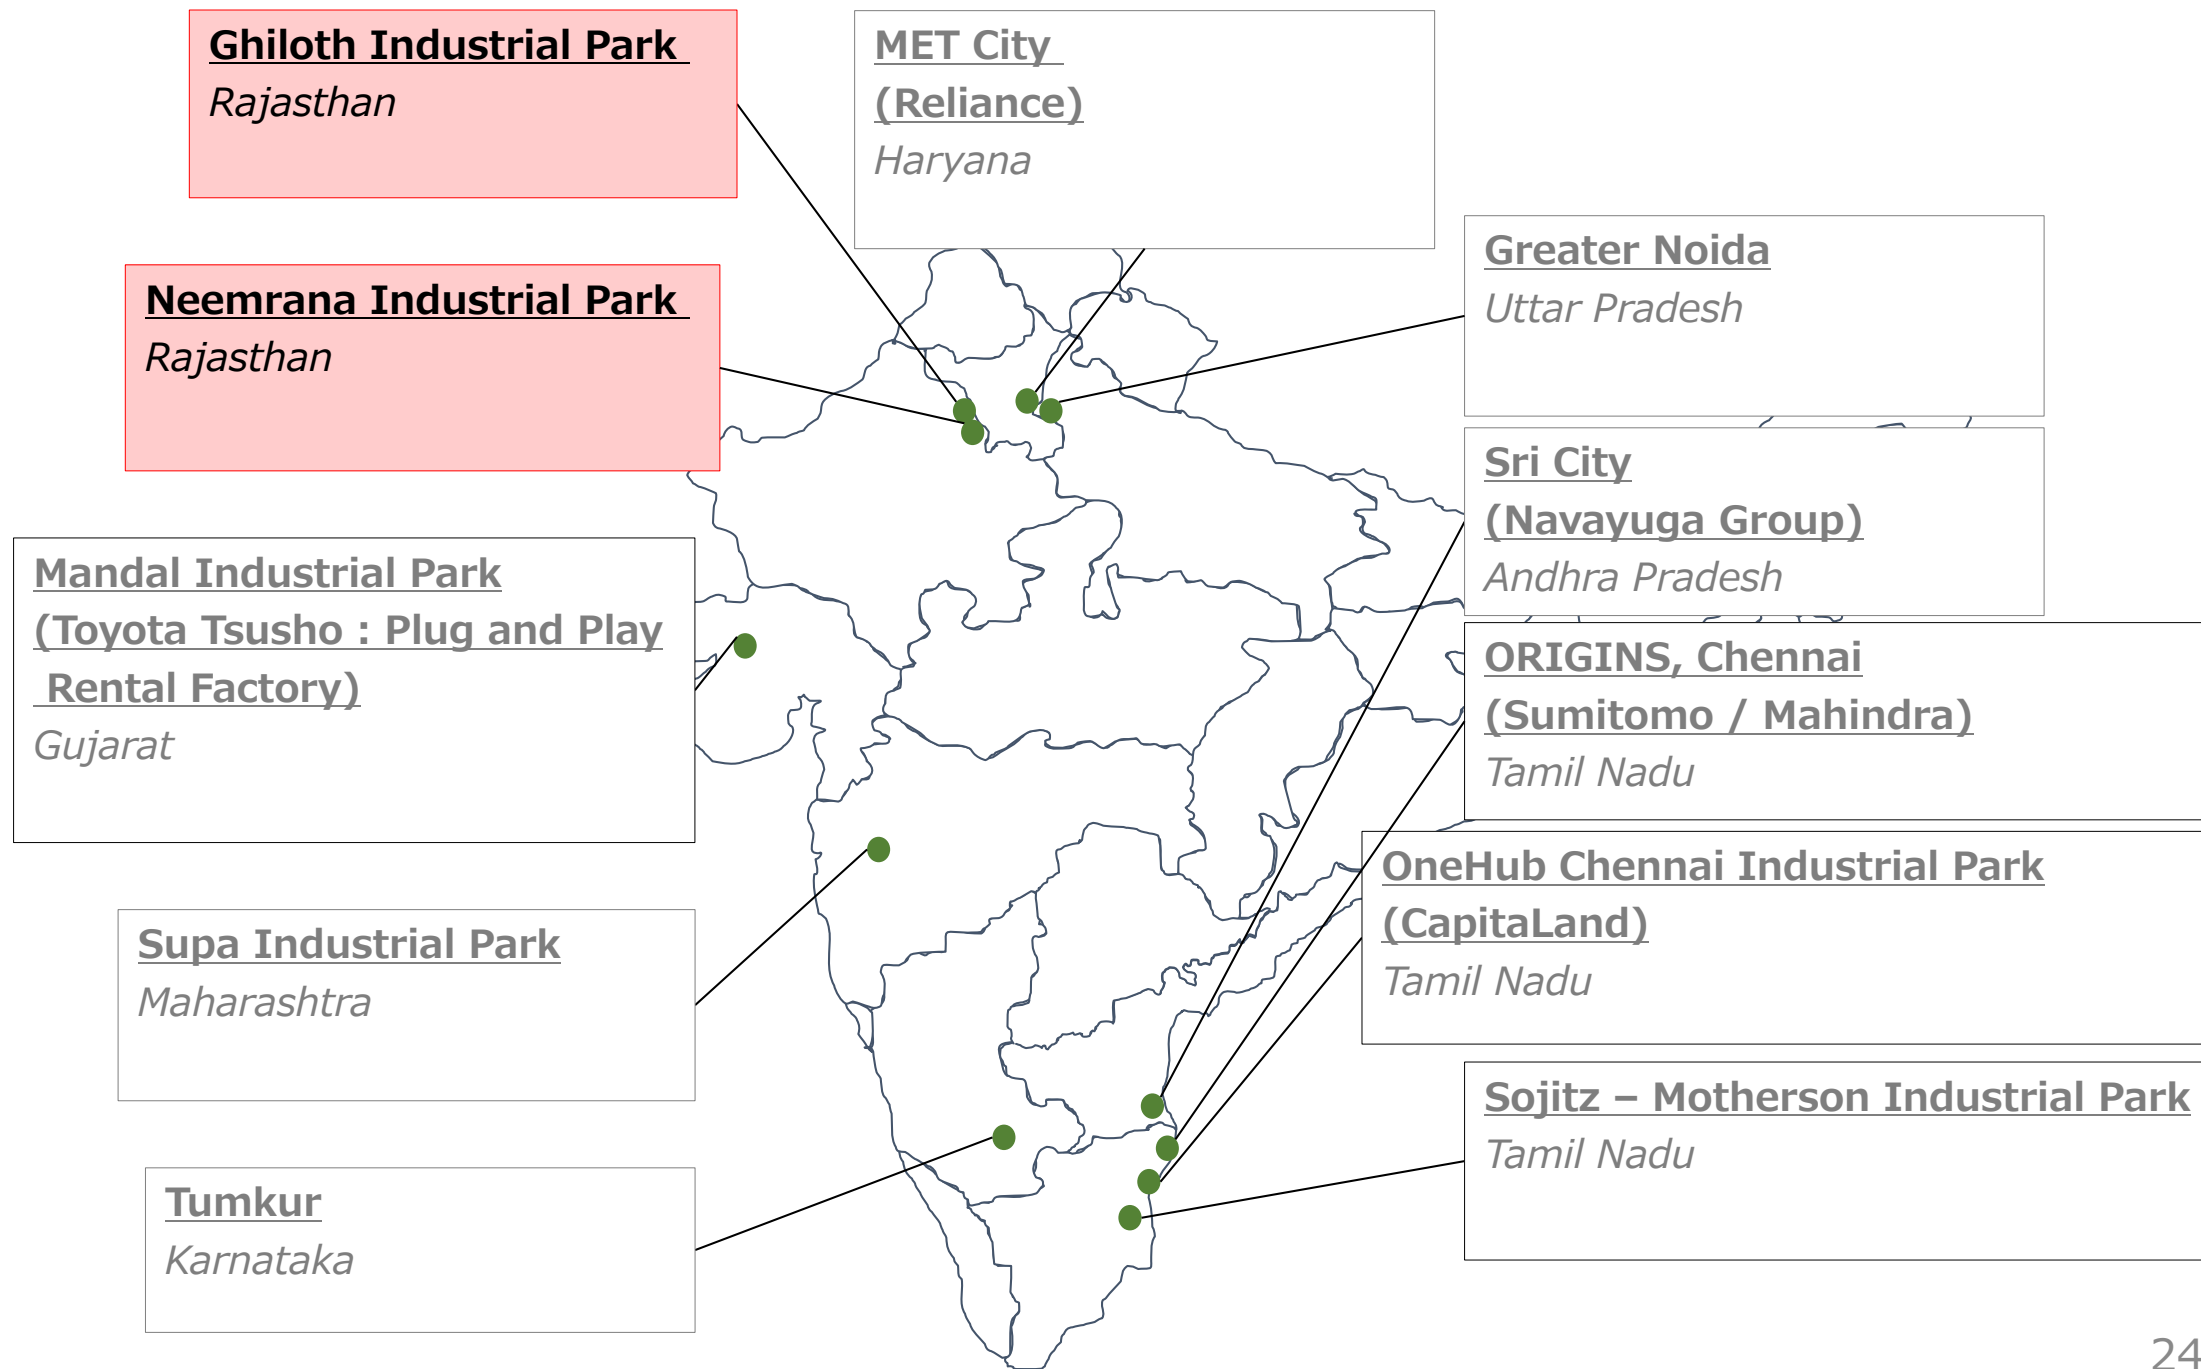 Ghiloth Industrial Park
Rajasthan
MET City
(Reliance)
Haryana
Greater Noida
Uttar Pradesh
Neemrana Industrial Park
Rajasthan
Sri City
(Navayuga Group)
Andhra Pradesh
Mandal Industrial Park
(Toyota Tsusho : Plug and Play
Rental Factory)
Gujarat
ORIGINS, Chennai
(Sumitomo / Mahindra)
Tamil Nadu
OneHub Chennai Industrial Park
(CapitaLand)
Tamil Nadu
Supa Industrial Park
Maharashtra
Sojitz – Motherson Industrial Park
Tamil Nadu
Tumkur
Karnataka
24